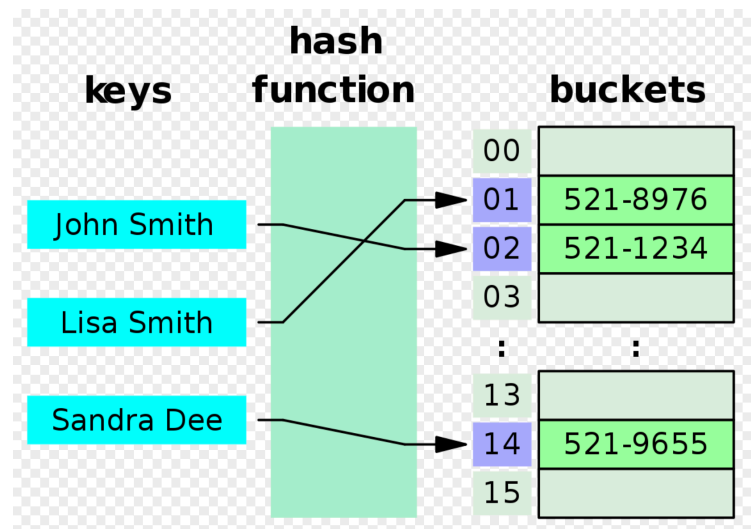 keys
hash
function
buckets
John Smith
Lisa Smith
Sandra Dee
00
01 521-8976
02 521-1234
03
: :
13
14 521-9655
15